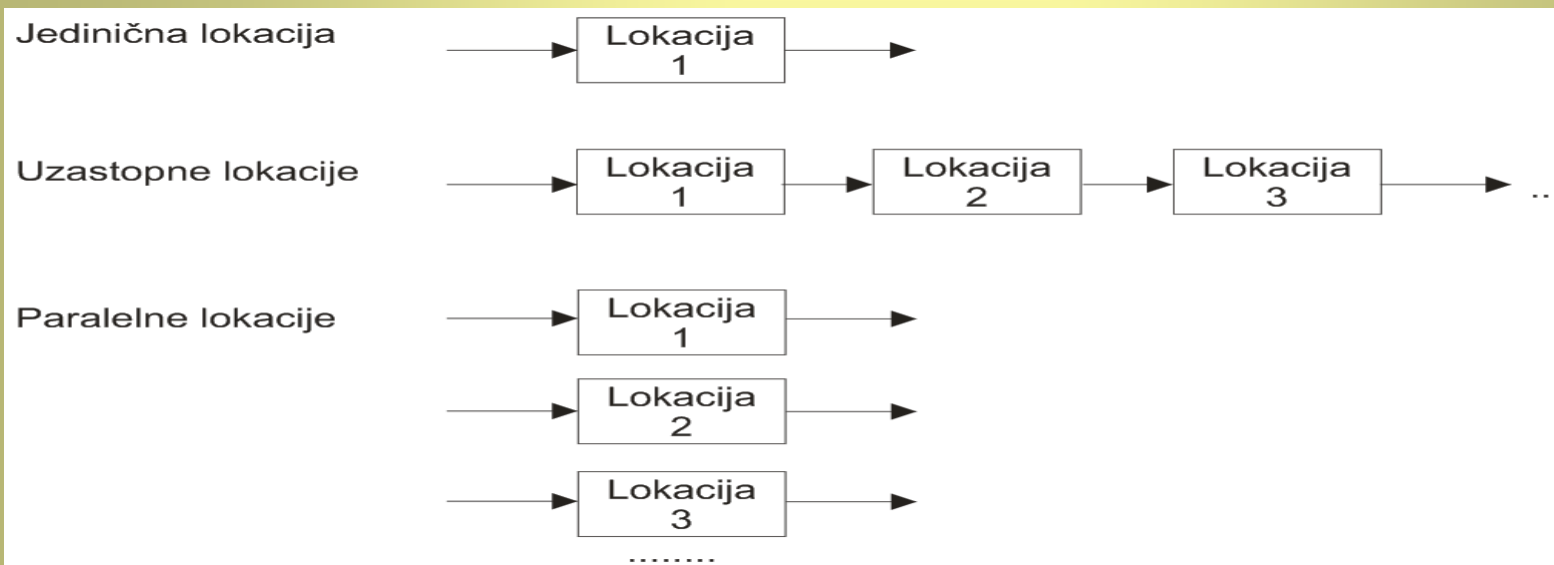 Jedinična lokacija
Lokacija
1
Uzastopne lokacije
Lokacija
1
Lokacija
2
Lokacija
3
..
Paralelne lokacije
Lokacija
1
Lokacija
2
Lokacija
3
........